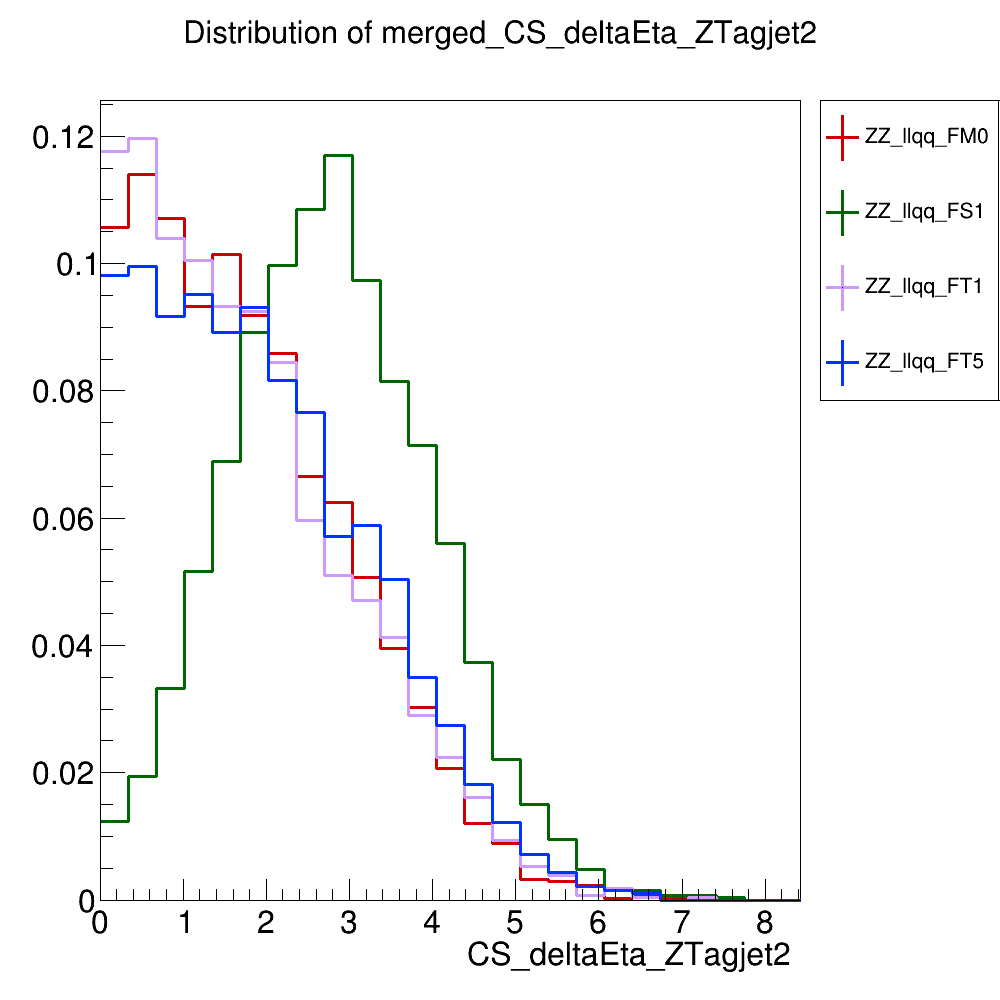 Distribution of merged_CS_deltaEta_ZTagjet2
0.12
0.1
0.08
0.06
0.04
0.02
0
0 1 2 3 4 5 6 7 8
CS_deltaEta_ZTagjet2
ZZ_llqq_FM0
ZZ_llqq_FS1
ZZ_llqq_FT1
ZZ_llqq_FT5